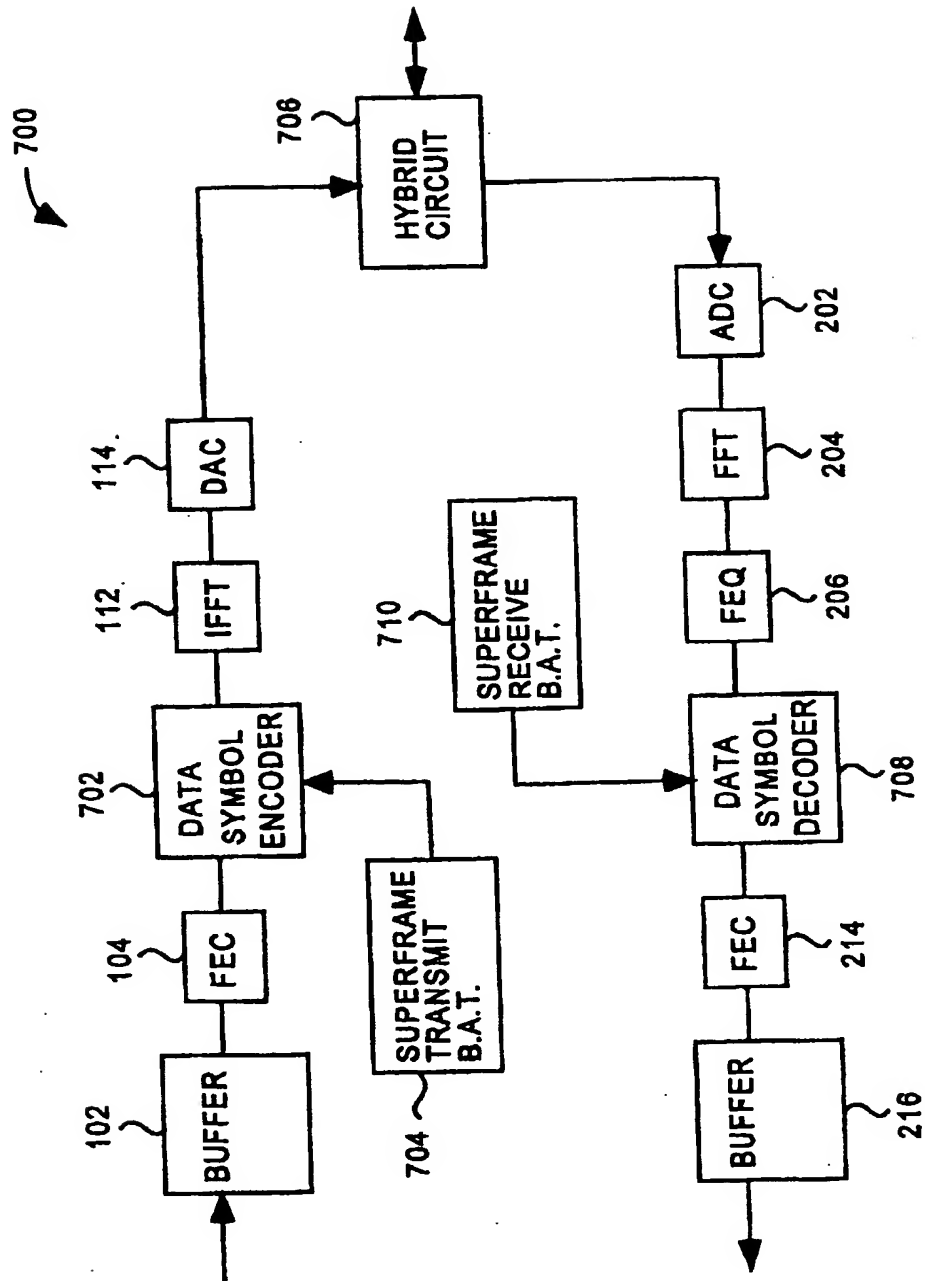 700
102
BUFFER
104
FEC
702
DATA
SYMBOL
ENCODER
112.
IFFT
114.
DAC
706
HYBRID
CIRCUIT
SUPERFRAME
TRANSMIT
B.A.T.
704
710
SUPERFRAME
RECEIVE
B.A.T.
BUFFER
216
FEC
214
DATA
SYMBOL
DECODER
708
FEQ
206
FFT
204
ADC
202